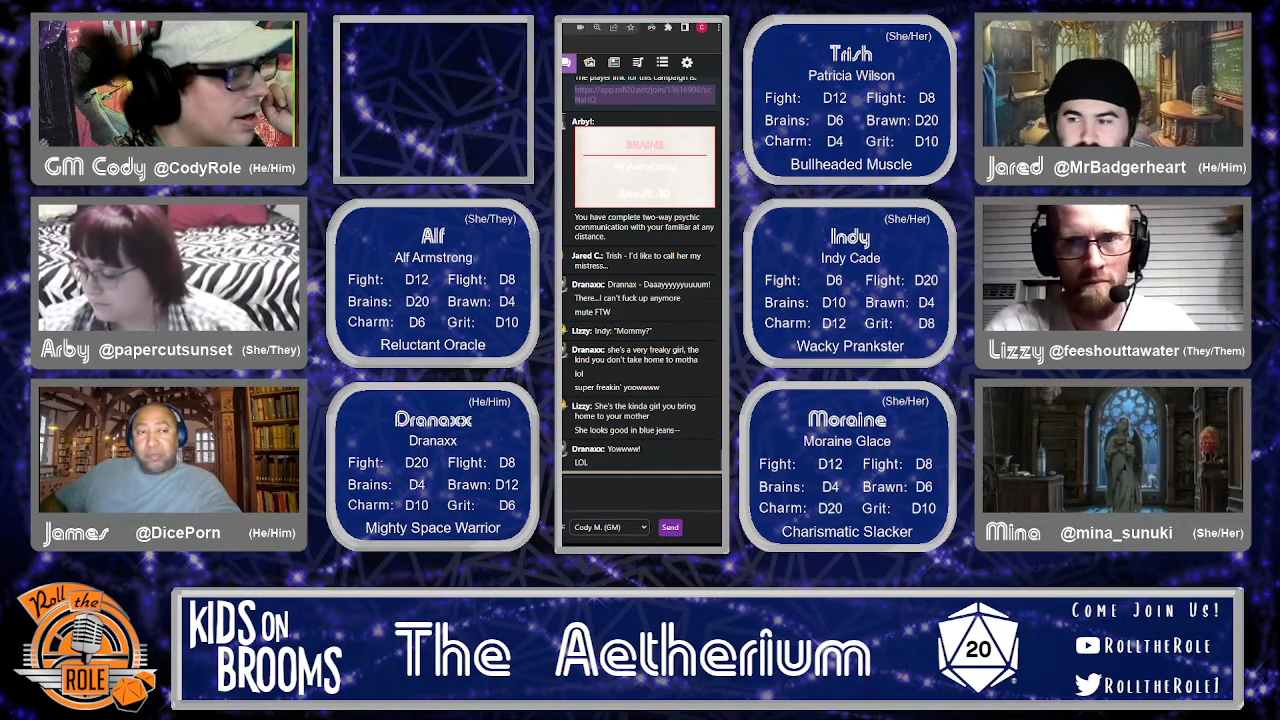 GM Cody @CodyRole (He/Him)
Arby @papercutsunset (She/They)
James @DicePorn (He/Him)
(She/They)
Alf
Alf Armstrong
Fight: D12 Flight: D8
Brains: D20 Brawn: D4
Charm: D6 Grit: D10
Reluctant Oracle
(He/Him)
Dranaxx
Dranaxx
Fight: D20 Flight: D8
Brains: D4 Brawn: D12
Charm: D10 Grit: D6
Mighty Space Warrior
The player link for this campaign is:
Arby!:
BRAINS
Alf Armstrong
Result: 10
You have complete two-way psychic
communication with your familiar at any
distance.
Jared C.: Trish - I'd like to call her my
mistress...
Dranaxx: Drannax - Daaayyyyyyuuuum!
There...I can't fuck up anymore
mute FTW
Lizzy: Indy: "Mommy?"
Dranaxx: she's a very freaky girl, the
kind you don't take home to motha
lol
super freakin' yoowwww
Lizzy: She's the kinda girl you bring
home to your mother
She looks good in blue jeans--
Dranaxx: Yowwww!
LOL
Cody M. (GM)
Send
(She/Her)
Trish
Patricia Wilson
Fight: D12 Flight: D8
Brains: D6 Brawn: D20
Charm: D4 Grit: D10
Bullheaded Muscle
(She/Her)
Indy
Indy Cade
Fight: D6 Flight: D20
Brains: D10 Brawn: D4
Charm: D12 Grit: D8
Wacky Prankster
(She/Her)
Moraine
Moraine Glace
Fight: D12 Flight: D8
Brains: D4 Brawn: D6
Charm: D20 Grit: D10
Charismatic Slacker
Jared @MrBadgerheart (He/Him)
Lizzy @feeshouttawater (They/Them)
Mina @mina_sunuki (She/Her)
Roll the
ROLE
KIDS ON
BROOMS
The Aetherium
20
Come Join Us!
RolltheRole
RolltheRole1